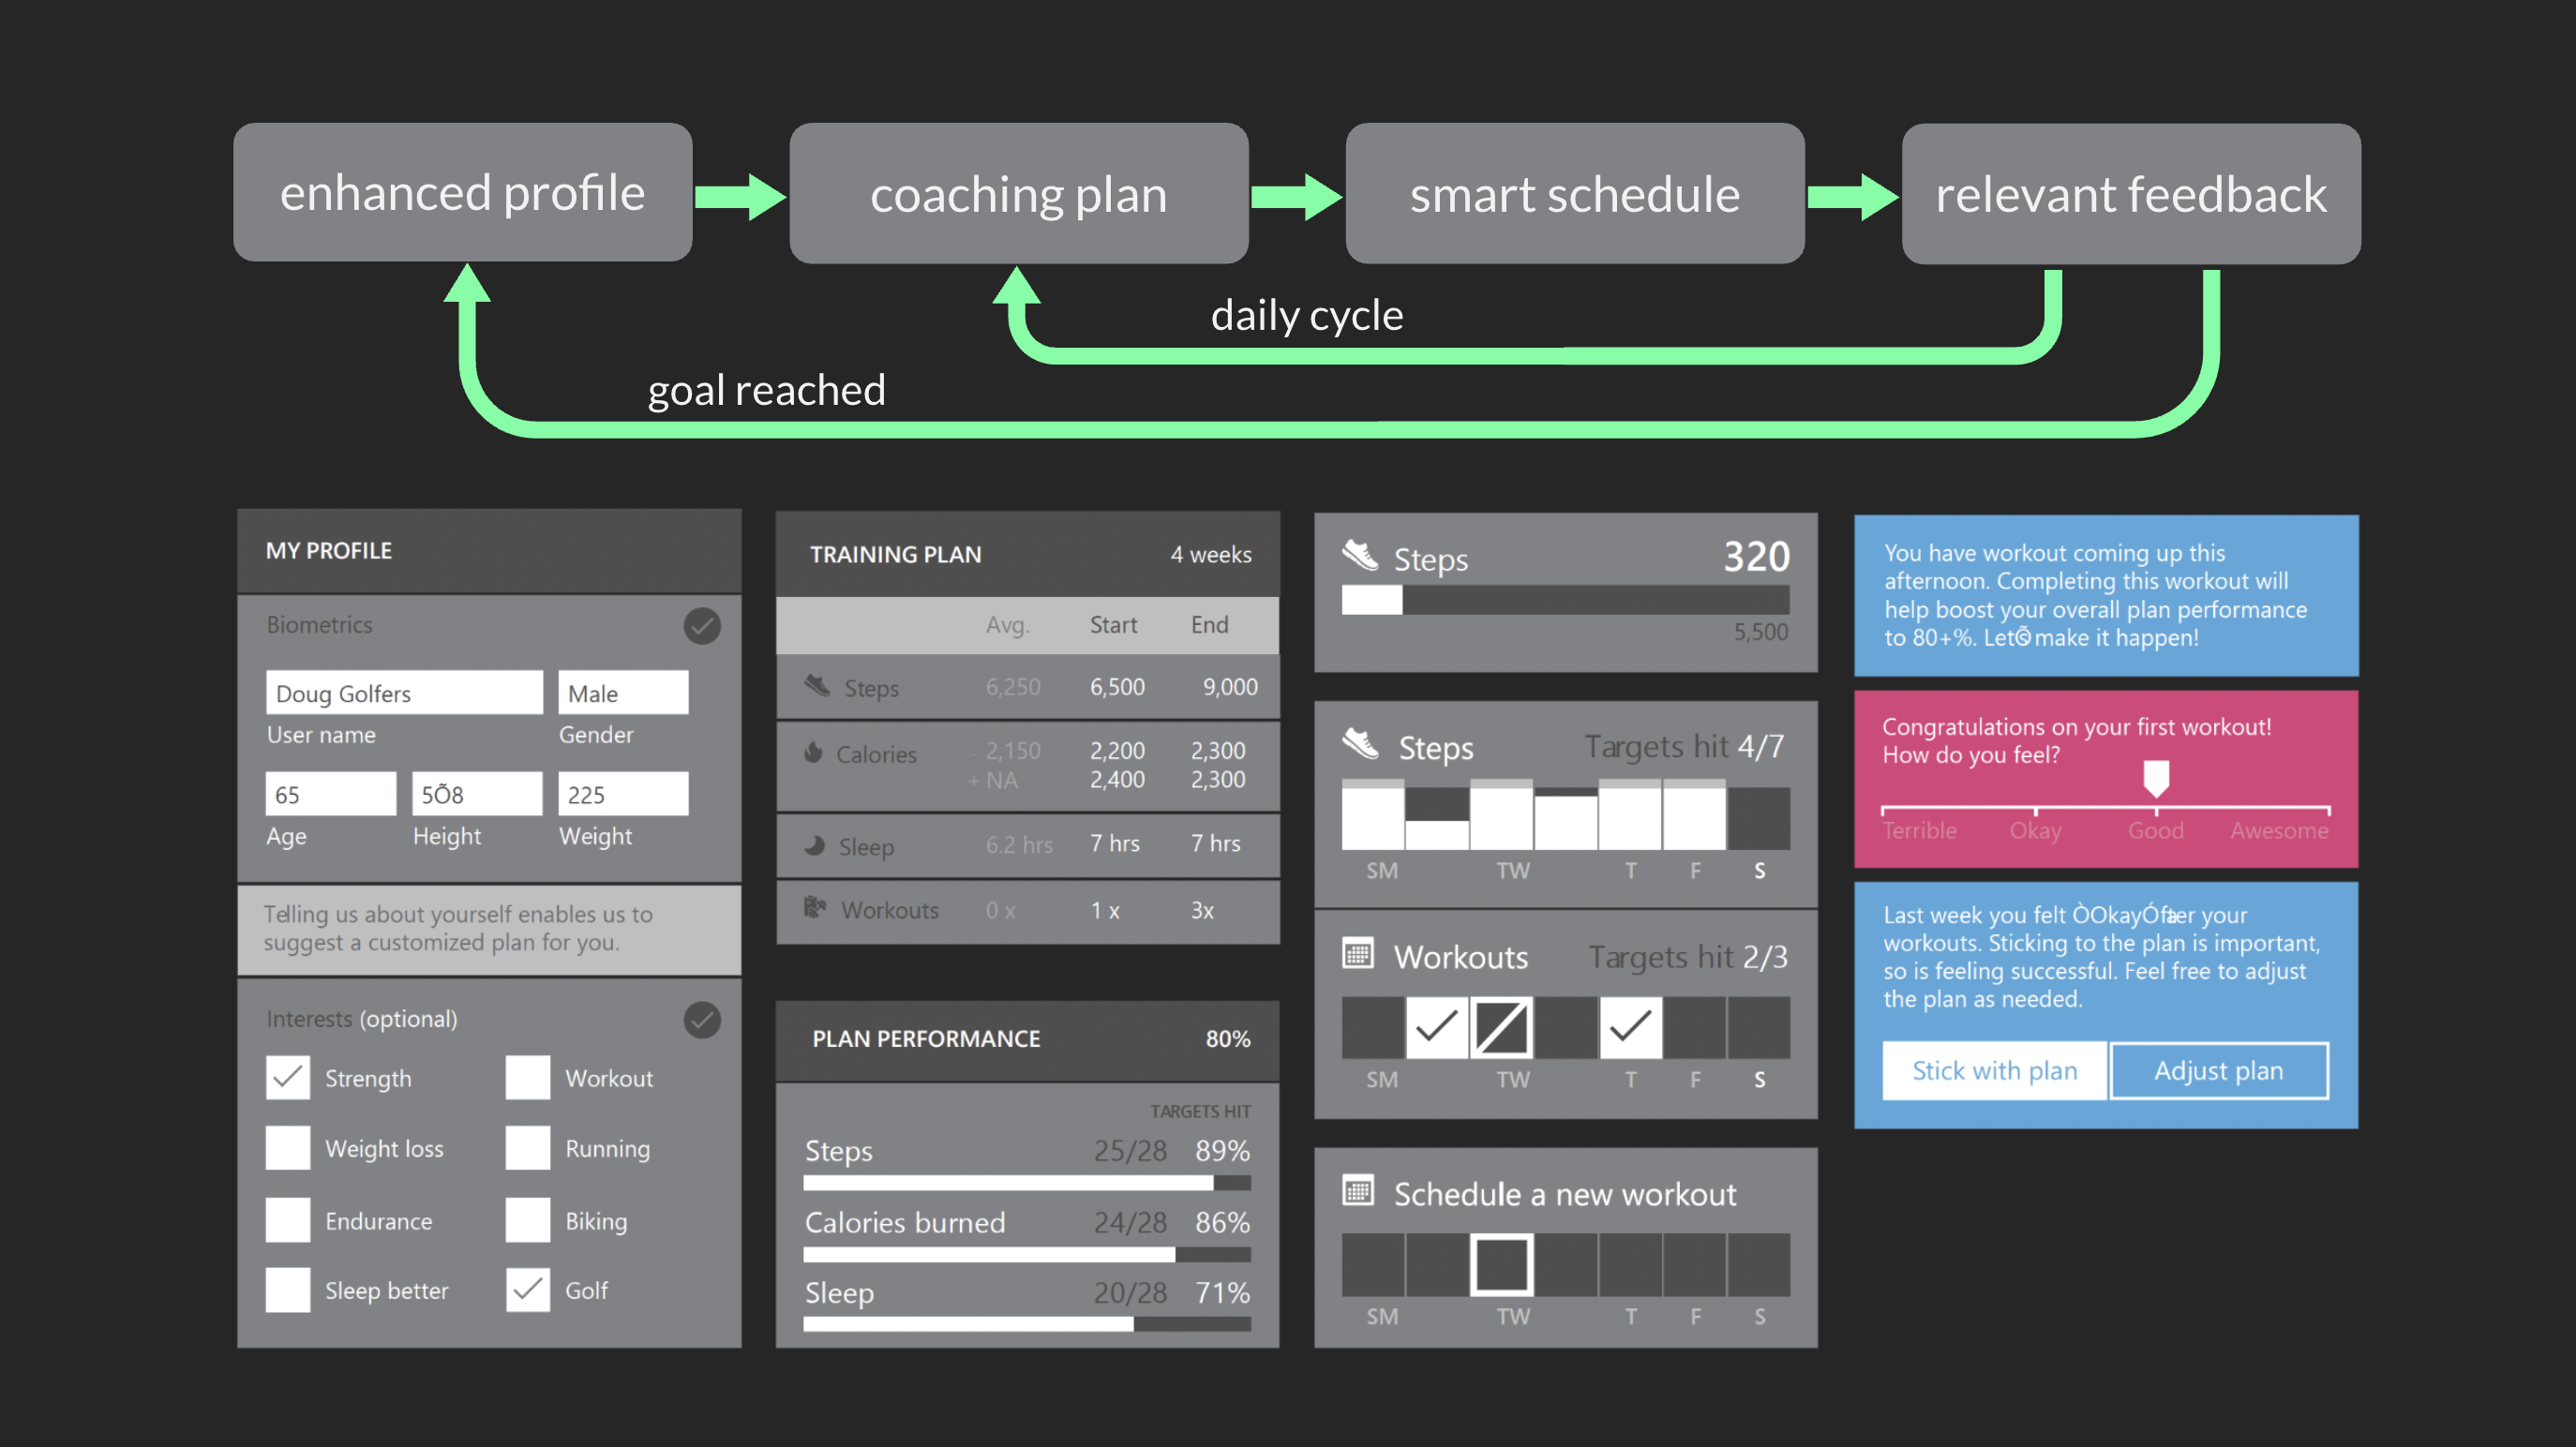 enhanced profile
coaching plan
smart schedule
relevant feedback
daily cycle
goal reached
MY PROFILE
Biometrics
Doug Golfers
Male
User name
Gender
65
5Õ8
225
Age
Height
Weight
Telling us about yourself enables us to
suggest a customized plan for you.
Interests (optional)
Strength
Workout
Weight loss
Running
Endurance
Biking
Sleep better
Golf
TRAINING PLAN
4 weeks
Avg. Start End
Steps 6,250 6,500 9,000
Calories - 2,150 2,200 2,300
+ NA 2,400 2,300
Sleep 6.2 hrs 7 hrs 7 hrs
Workouts 0 x 1 x 3x
PLAN PERFORMANCE 80%
TARGETS HIT
Steps 25/28 89%
Calories burned 24/28 86%
Sleep 20/28 71%
Steps 320
5,500
Steps Targets hit 4/7
SM TW T F S
Workouts Targets hit 2/3
SM TW T F S
Schedule a new workout
SM TW T F S
You have workout coming up this
afternoon. Completing this workout will
help boost your overall plan performance
to 80+%. make it happen!
Congratulations on your first workout!
How do you feel?
Terrible Okay Good Awesome
Last week you felt your
workouts. Sticking to the plan is important,
so is feeling successful. Feel free to adjust
the plan as needed.
Stick with plan
Adjust plan